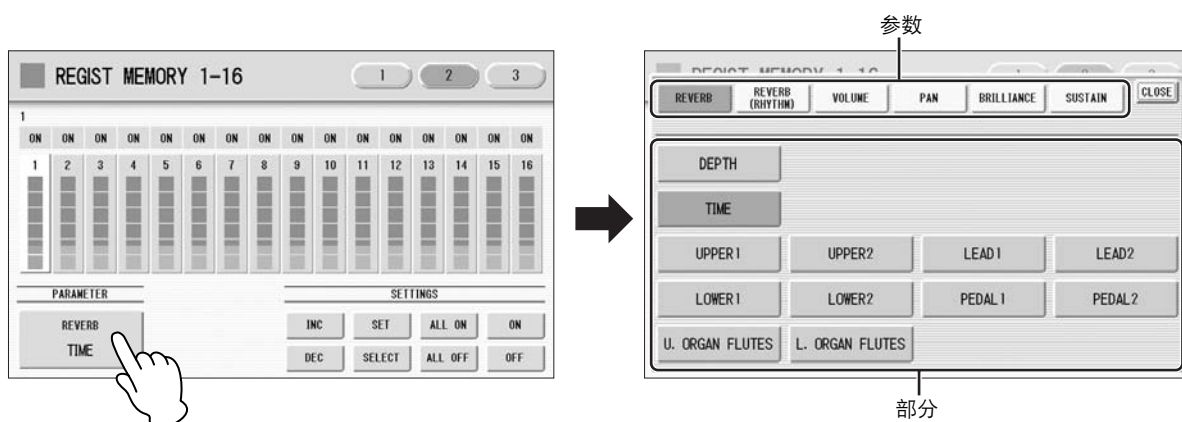 参数
REGIST MEMORY 1-16 1 2 3
1
ON ON ON ON ON ON ON ON ON ON ON ON ON ON ON ON
1 2 3 4 5 6 7 8 9 10 11 12 13 14 15 16
PARAMETER SETTINGS
REVERB
TIME
INC SET ALL ON ON
DEC SELECT ALL OFF OFF
REGIST MEMORY 1-16
REVERB REVERB (RHYTHM) VOLUME PAN BRILLIANCE SUSTAIN CLOSE
DEPTH
TIME
UPPER1 UPPER2 LEAD1 LEAD2
LOWER1 LOWER2 PEDAL1 PEDAL2
U. ORGAN FLUTES L. ORGAN FLUTES
部分